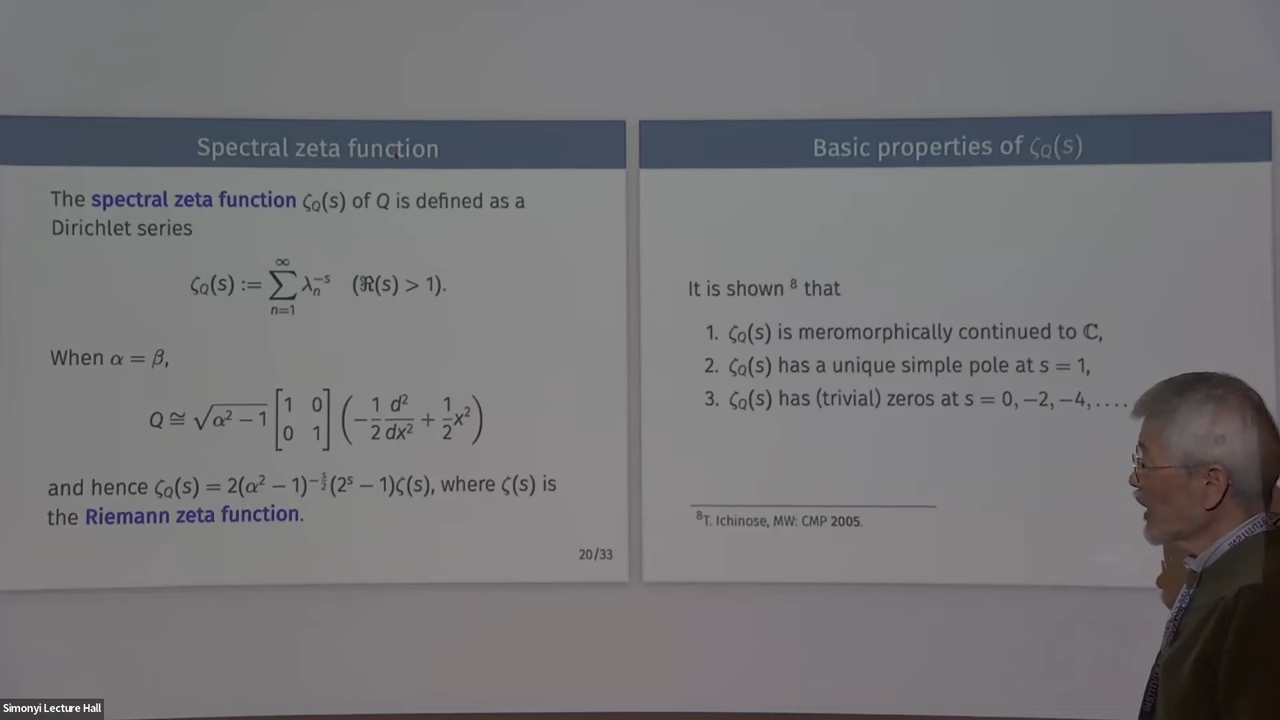 Spectral zeta function
The spectral zeta function ζ_Q(s) of Q is defined as a
Dirichlet series
ζ_Q(s) := ∑_{n=1}^{∞} λ_n^{-s} (ℜ(s) > 1).
When α = β,
Q ≅ √(α² − 1) [1 0; 0 1] (−1/2 d²/dx² + 1/2 x²)
and hence ζ_Q(s) = 2(α² − 1)^{-s/2}(2^s − 1)ζ(s), where ζ(s) is
the Riemann zeta function.
20/33
Basic properties of ζ_Q(s)
It is shown ⁸ that
1. ζ_Q(s) is meromorphically continued to ℂ,
2. ζ_Q(s) has a unique simple pole at s = 1,
3. ζ_Q(s) has (trivial) zeros at s = 0, −2, −4, ....
⁸T. Ichinose, MW: CMP 2005.
Simonyi Lecture Hall